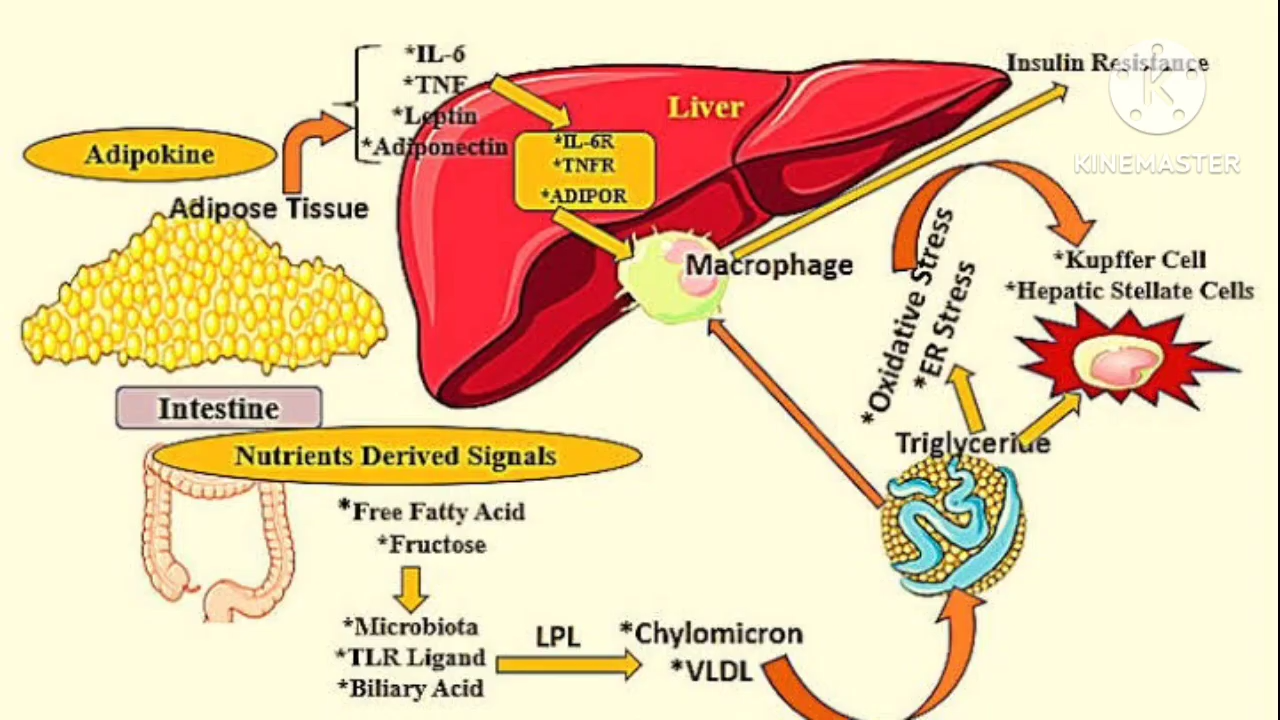 *IL-6
*TNF
*Leptin
*Adiponectin
Adipokine
Adipose Tissue
Liver
*IL-6R
*TNFR
*ADIPOR
Macrophage
Insulin Resistance
K
KINEMASTER
*Oxidative Stress
*ER Stress
*Kupffer Cell
*Hepatic Stellate Cells
Triglyceride
Intestine
Nutrients Derived Signals
*Free Fatty Acid
*Fructose
*Microbiota
*TLR Ligand
*Biliary Acid
LPL
*Chylomicron
*VLDL